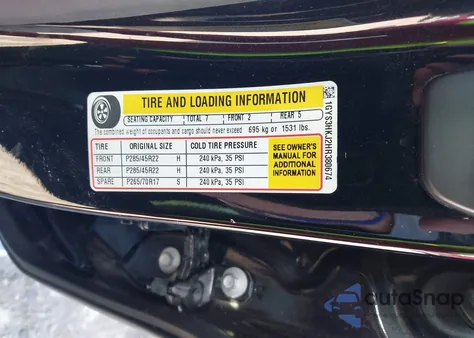 TIRE AND LOADING INFORMATION
SEATING CAPACITY TOTAL 7 FRONT 2 REAR 5
The combined weight of occupants and cargo should never exceed 695 kg or 1531 lbs.
TIRE ORIGINAL SIZE COLD TIRE PRESSURE
FRONT P285/45R22 H 240 kPa, 35 PSI
REAR P285/45R22 H 240 kPa, 35 PSI
SPARE P265/70R17 S 240 kPa, 35 PSI
SEE OWNER'S
MANUAL FOR
ADDITIONAL
INFORMATION
1GYS3HKJ2HR380674
autoSnap